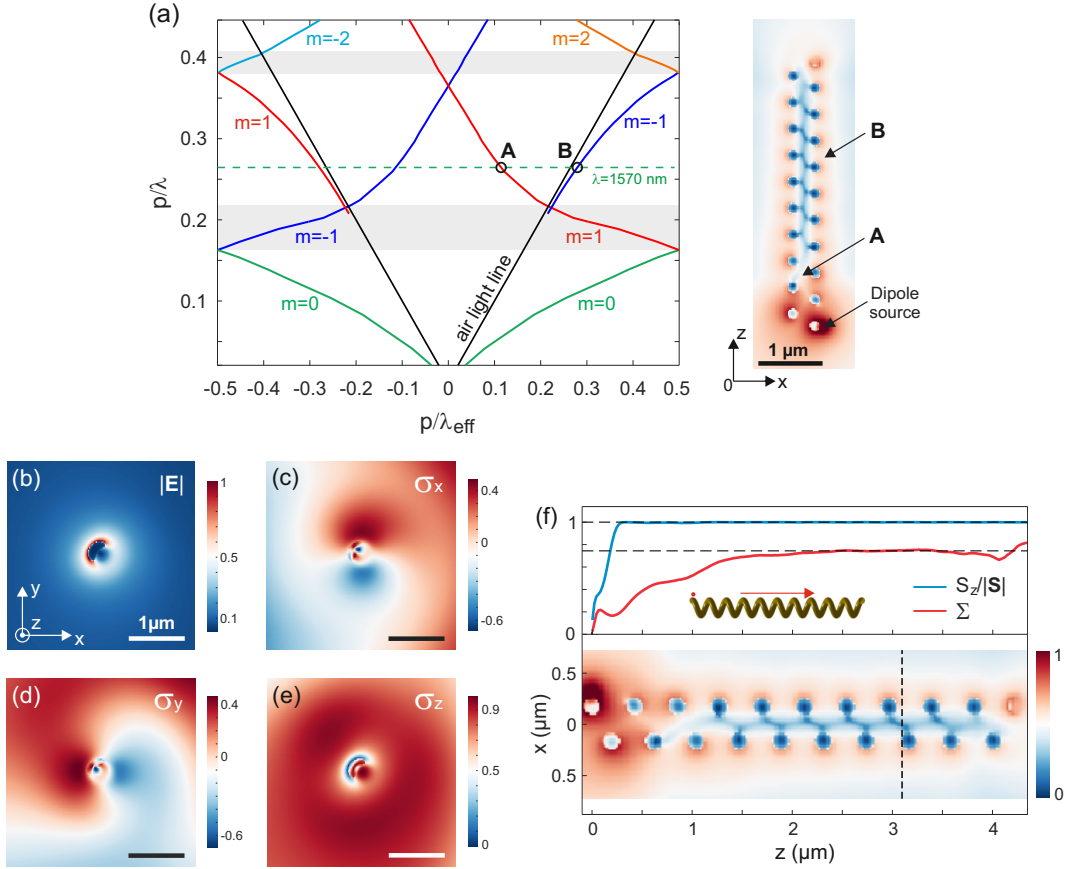 (a)
m=-2
m=2
m=1
m=-1
A
B
λ=1570 nm
m=-1
m=1
m=0
m=0
air light line
p/λ
0.4
0.3
0.2
0.1
-0.5 -0.4 -0.3 -0.2 -0.1 0 0.1 0.2 0.3 0.4 0.5
p/λeff
B
A
Dipole
source
z
1 µm
0 x
(b)
|E|
y
z
x
1µm
1
0.5
0.1
(c)
σx
0.4
0
-0.6
(d)
σy
0.4
0
-0.6
(e)
σz
0.9
0.5
0
(f)
1
0
Sz/|S|
Σ
x (µm)
0.5
0
0.5
0 1 2 3 4
z (µm)
1
0